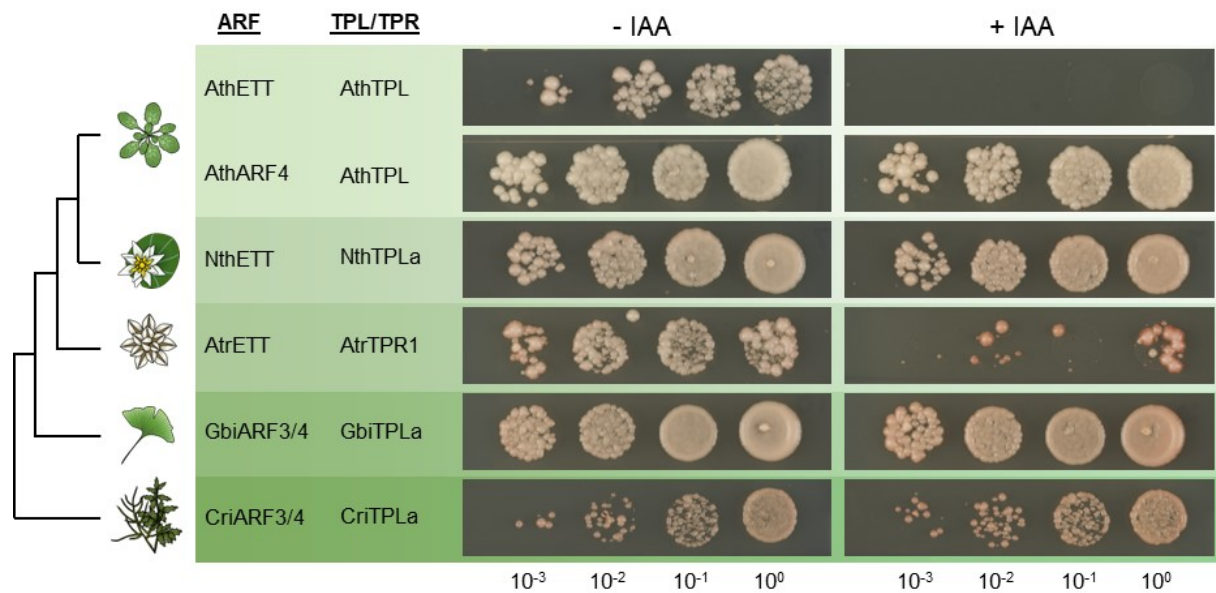 ARF TPL/TPR - IAA + IAA
AthETT AthTPL
AthARF4 AthTPL
NthETT NthTPLa
AtrETT AtrTPR1
GbiARF3/4 GbiTPLa
CriARF3/4 CriTPLa
10⁻³ 10⁻² 10⁻¹ 10⁰ 10⁻³ 10⁻² 10⁻¹ 10⁰